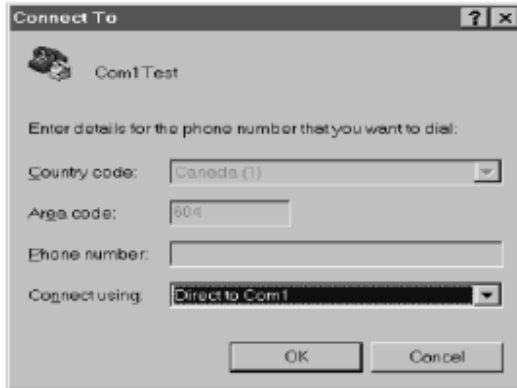 Connect To
Com1Test
Enter details for the phone number that you want to dial:
Country code: Canada (1)
Area code: 604
Phone number:
Connect using: Direct to Com1
OK Cancel